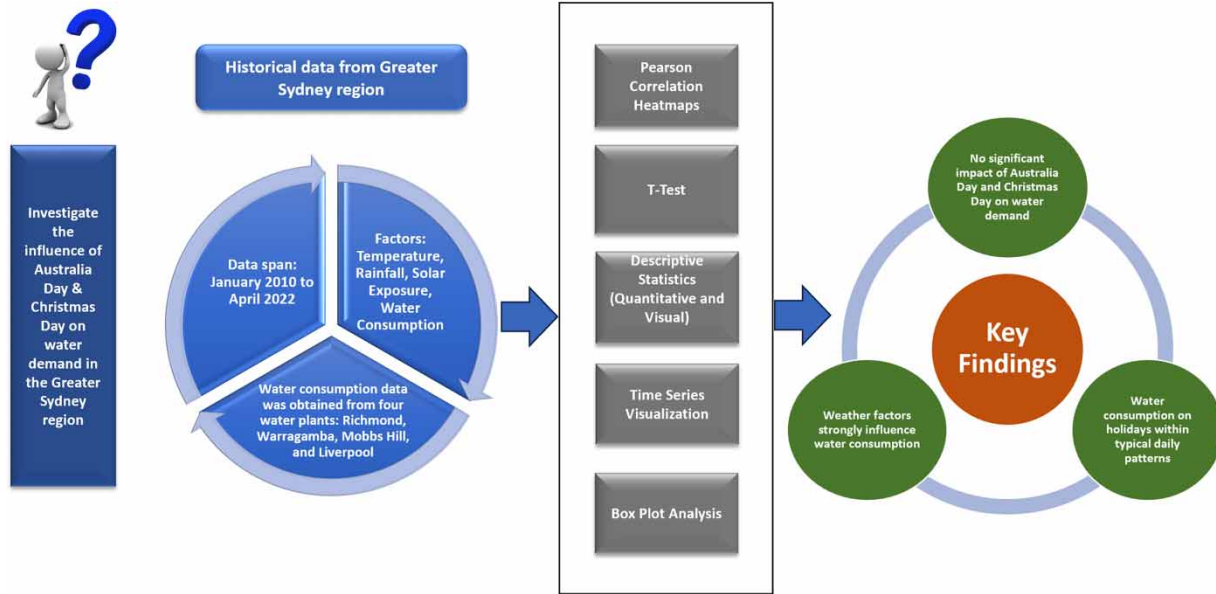 Investigate
the
influence of
Australia
Day &
Christmas
Day on
water
demand in
the Greater
Sydney
region
Historical data from Greater
Sydney region
Data span:
January 2010 to
April 2022
Factors:
Temperature,
Rainfall, Solar
Exposure,
Water
Consumption
Water consumption data
was obtained from four
water plants: Richmond,
Warragamba, Mobbs Hill, and
Liverpool
Pearson
Correlation
Heatmaps
T-Test
Descriptive
Statistics
(Quantitative and
Visual)
Time Series
Visualization
Box Plot Analysis
No significant
impact of Australia
Day and Christmas
Day on water
demand
Key
Findings
Weather factors
strongly influence
water consumption
Water
consumption on
holidays within
typical daily
patterns